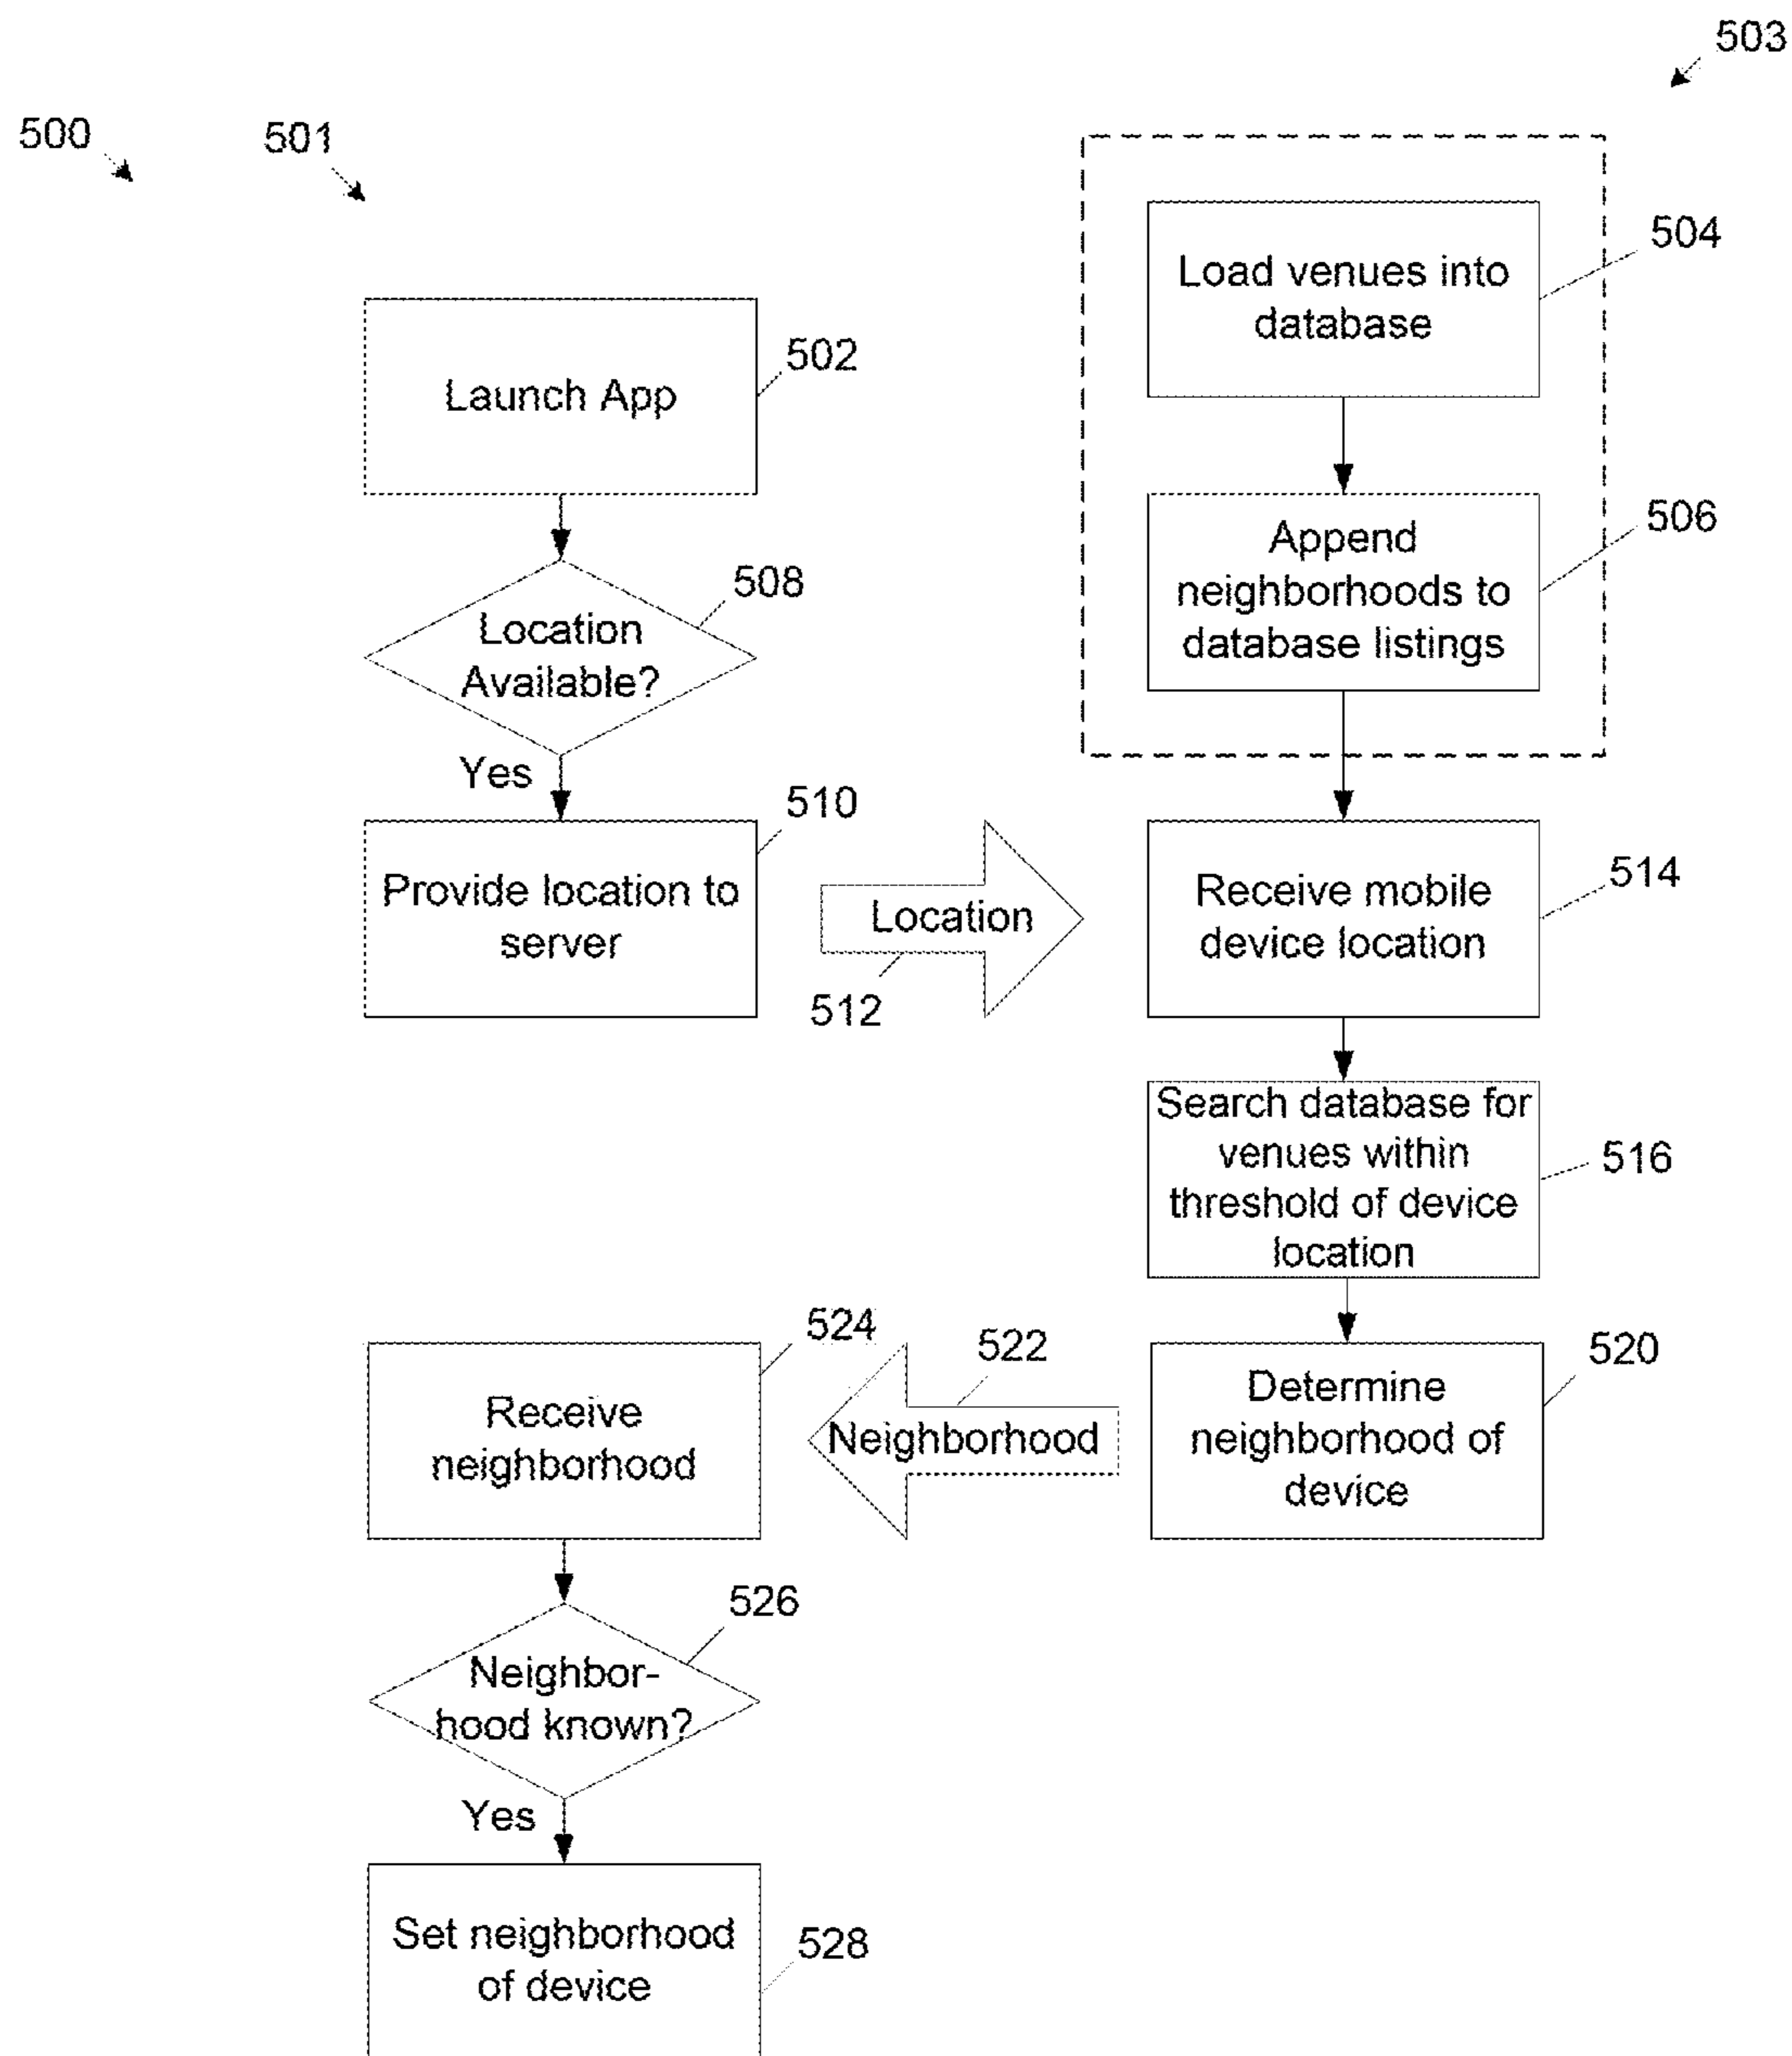 503
500
501
504
Load venues into
database
502
Launch App
506
Append
neighborhoods to
database listings
508
Location
Available?
Yes
510
Provide location to
server
Location
512
Receive mobile
device location
514
Search database for
venues within
threshold of device
location
516
524
522
520
Receive
neighborhood
Neighborhood
Determine
neighborhood of
device
526
Neighbor-
hood known?
Yes
Set neighborhood
of device
528